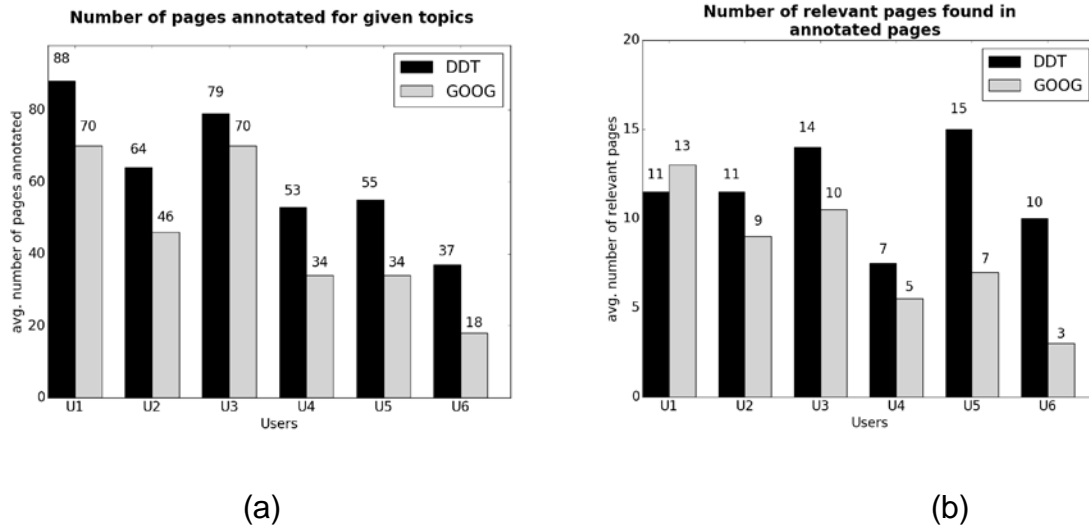 Number of pages annotated for given topics
DDT
GOOG
avg. number of pages annotated
80
60
40
20
0
88
70
64
46
79
70
53
34
55
34
37
18
U1 U2 U3 U4 U5 U6
Users
(a)
Number of relevant pages found in
annotated pages
DDT
GOOG
avg. number of relevant pages
20
15
10
5
0
11
13
11
9
14
10
7
5
15
7
10
3
U1 U2 U3 U4 U5 U6
Users
(b)